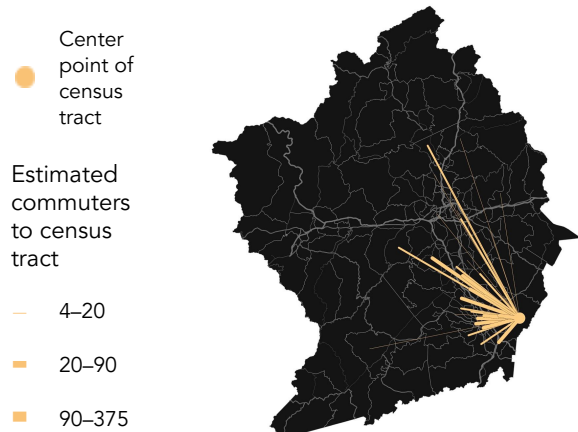 Center
point of
census
tract
Estimated
commuters
to census
tract
4–20
20–90
90–375